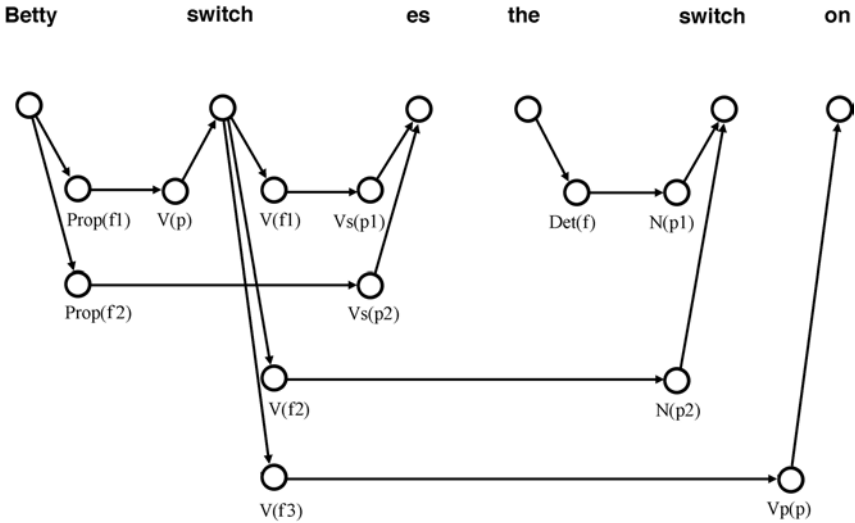 Betty switch es the switch on
Prop(f1) V(p) V(f1) Vs(p1) Det(f) N(p1)
Prop(f2) Vs(p2)
V(f2) N(p2)
V(f3) Vp(p)